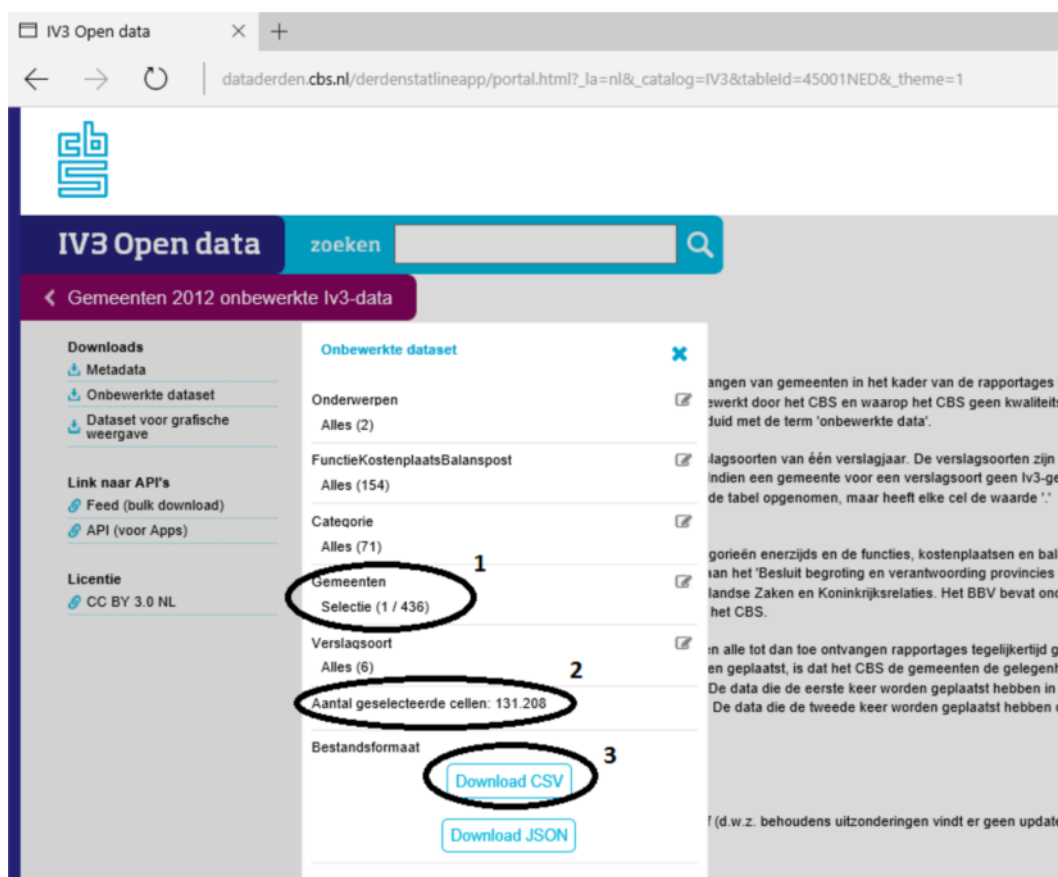 IV3 Open data
dataderden.cbs.nl/derdenstatlineapp/portal.html?_la=nl&_catalog=IV3&tableId=45001NED&_theme=1
cbs
IV3 Open data
zoeken
Gemeenten 2012 onbewerkte Iv3-data
Downloads
Metadata
Onbewerkte dataset
Dataset voor grafische
weergave
Link naar API's
Feed (bulk download)
API (voor Apps)
Licentie
CC BY 3.0 NL
Onbewerkte dataset
Onderwerpen
Alles (2)
FunctieKostenplaatsBalanspost
Alles (154)
Categorie
Alles (71)
1
Gemeenten
Selectie (1 / 436)
Verslagsoort
Alles (6)
2
Aantal geselecteerde cellen: 131.208
Bestandsformaat
3
Download CSV
Download JSON
angen van gemeenten in het kader van de rapportages
ewerkt door het CBS en waarop het CBS geen kwaliteits
duid met de term 'onbewerkte data'.
lagsoorten van één verslagjaar. De verslagsoorten zijn
Indien een gemeente voor een verslagsoort geen Iv3-ge
de tabel opgenomen, maar heeft elke cel de waarde '.'
gorieën enerzijds en de functies, kostenplaatsen en bal
aan het 'Besluit begroting en verantwoording provincies
landse Zaken en Koninkrijksrelaties. Het BBV bevat ond
het CBS.
en alle tot dan toe ontvangen rapportages tegelijkertijd g
en geplaatst, is dat het CBS de gemeenten de gelegenh
De data die de eerste keer worden geplaatst hebben in
De data die de tweede keer worden geplaatst hebben
f (d.w.z. behoudens uitzonderingen vindt er geen update